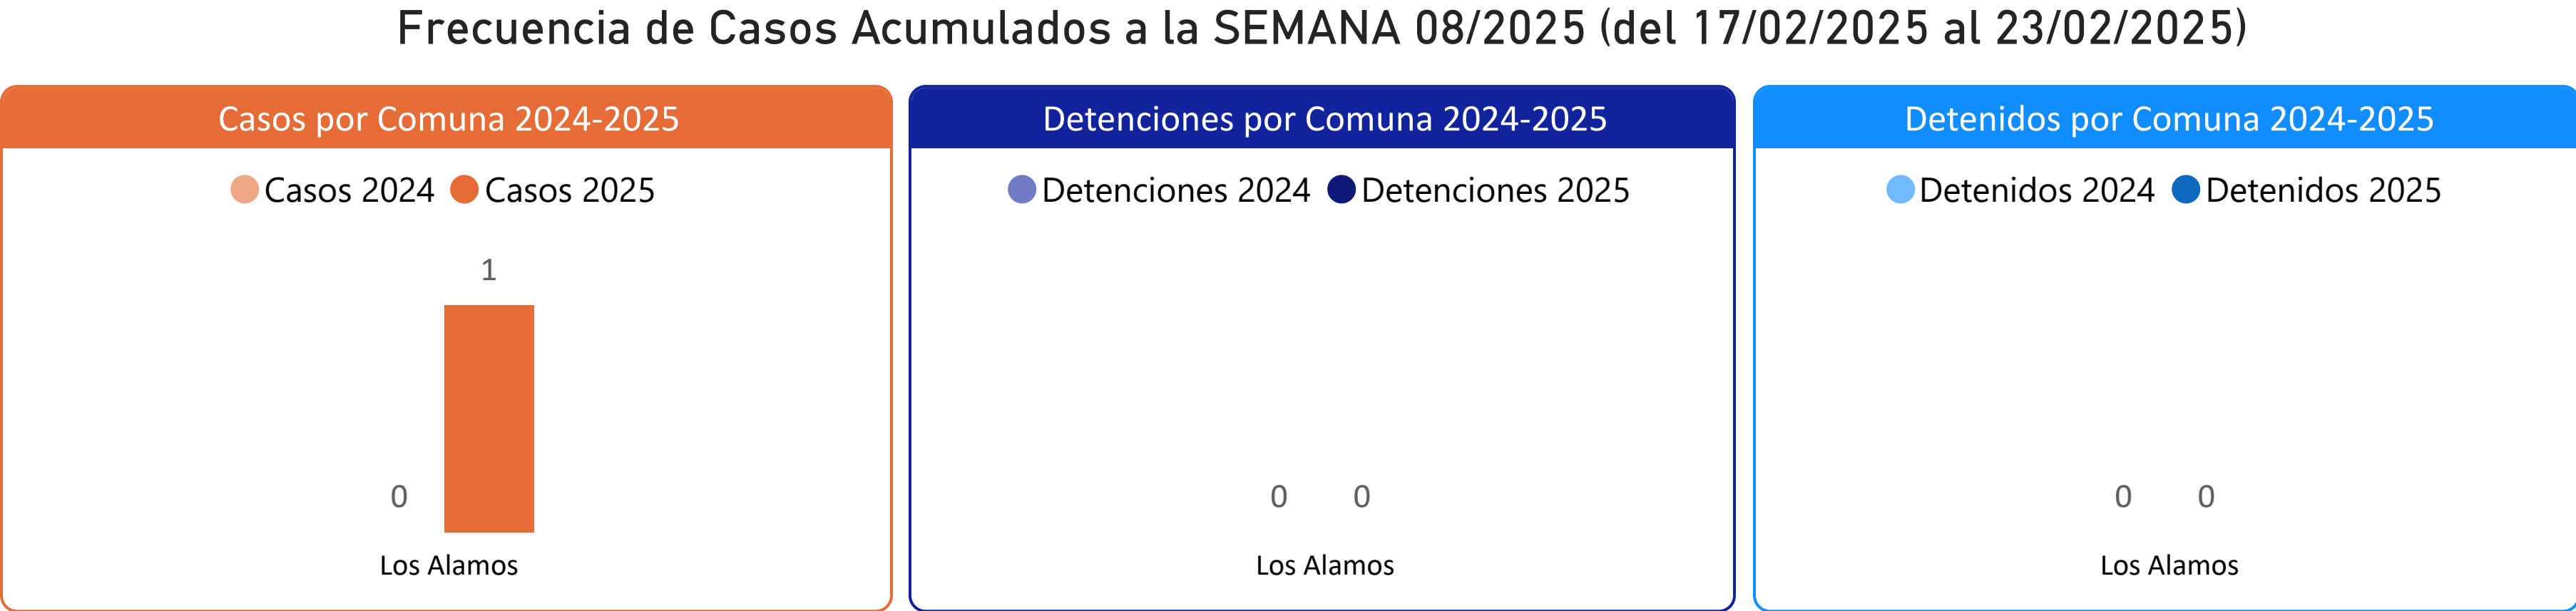 Frecuencia de Casos Acumulados a la SEMANA 08/2025 (del 17/02/2025 al 23/02/2025)
Casos por Comuna 2024-2025
Casos 2024 Casos 2025
1
0
Los Alamos
Detenciones por Comuna 2024-2025
Detenciones 2024 Detenciones 2025
0 0
Los Alamos
Detenidos por Comuna 2024-2025
Detenidos 2024 Detenidos 2025
0 0
Los Alamos